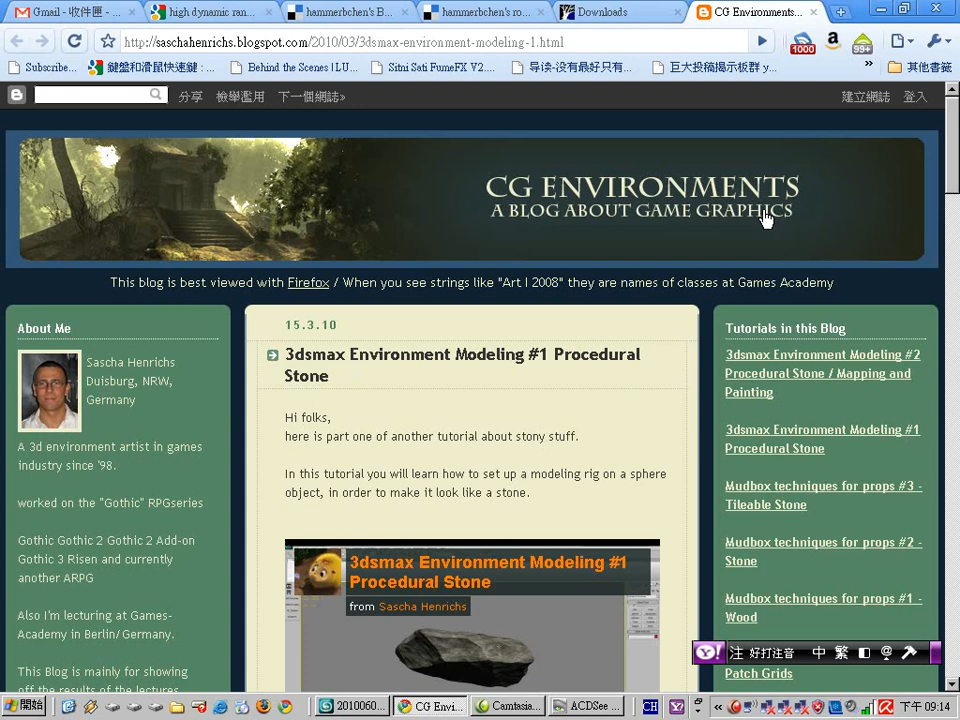 Gmail - 收件匣 -
high dynamic ran...
hammerbchen's B...
hammerbchen's ro...
Downloads
CG Environments...
http://saschahenrichs.blogspot.com/2010/03/3dsmax-environment-modeling-1.html
1000
99+
Subscribe...
鍵盤和滑鼠快速鍵 : ...
Behind the Scenes | LU...
Sitni Sati FumeFX V2....
导读-没有最好只有...
巨大投稿揭示板群 y...
»
其他書籤
分享
檢舉濫用
下一個網誌»
建立網誌
登入
CG ENVIRONMENTS
A BLOG ABOUT GAME GRAPHICS
This blog is best viewed with Firefox / When you see strings like "Art I 2008" they are names of classes at Games Academy
About Me
Sascha Henrichs
Duisburg, NRW,
Germany
A 3d environment artist in games
industry since '98.
worked on the "Gothic" RPGseries
Gothic Gothic 2 Gothic 2 Add-on
Gothic 3 Risen and currently
another ARPG
Also I'm lecturing at Games-
Academy in Berlin/Germany.
This Blog is mainly for showing
off the results of the lectures
15.3.10
3dsmax Environment Modeling #1 Procedural
Stone
Hi folks,
here is part one of another tutorial about stony stuff.
In this tutorial you will learn how to set up a modeling rig on a sphere
object, in order to make it look like a stone.
3dsmax Environment Modeling #1
Procedural Stone
from Sascha Henrichs
Tutorials in this Blog
3dsmax Environment Modeling #2
Procedural Stone / Mapping and
Painting
3dsmax Environment Modeling #1
Procedural Stone
Mudbox techniques for props #3 -
Tileable Stone
Mudbox techniques for props #2 -
Stone
Mudbox techniques for props #1 -
Wood
Y! 注 好打注音 中 繁
Patch Grids
開始
20100060...
CG Envi...
Camtasia...
ACDSee ...
CH
«
下午 09:14